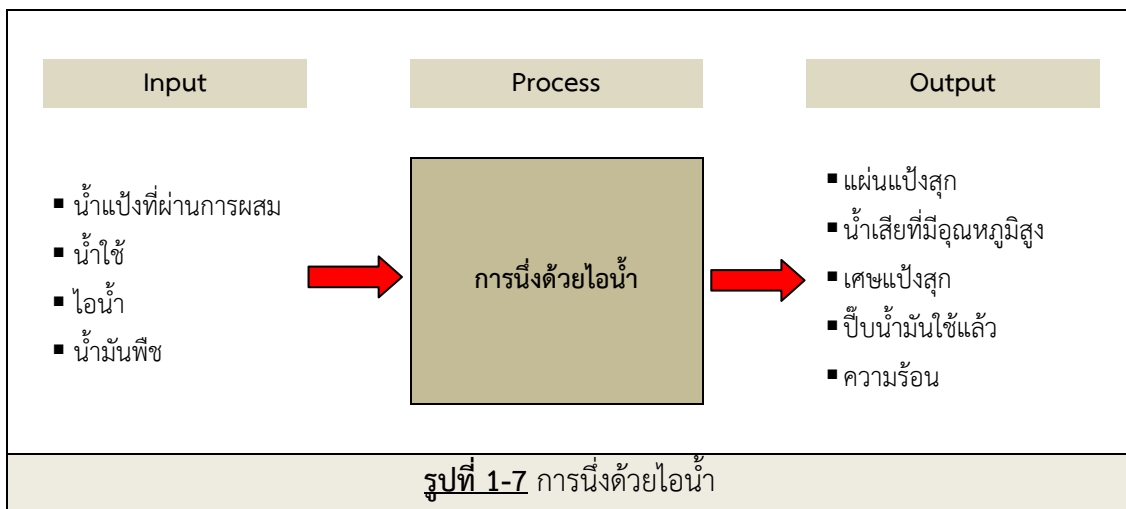 Input
Process
Output
▪ น้ำแป้งที่ผ่านการผสม
▪ น้ำใช้
▪ ไอน้ำ
▪ น้ำมันพืช
การนึ่งด้วยไอน้ำ
▪ แผ่นแป้งสุก
▪ น้ำเสียที่มีอุณหภูมิสูง
▪ เศษแป้งสุก
▪ ปี๊บน้ำมันใช้แล้ว
▪ ความร้อน
รูปที่ 1-7 การนึ่งด้วยไอน้ำ